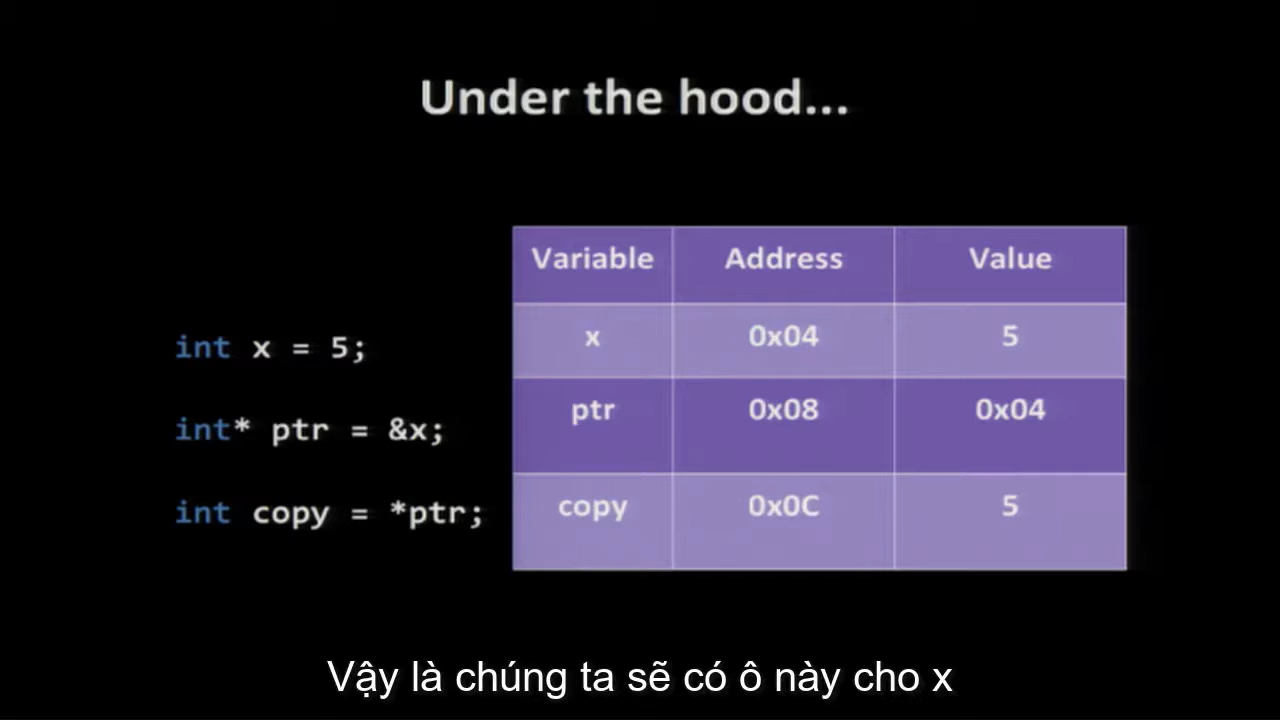 Under the hood...
int x = 5;
int* ptr = &x;
int copy = *ptr;
Variable Address Value
x 0x04 5
ptr 0x08 0x04
copy 0x0C 5
Vậy là chúng ta sẽ có ô này cho x